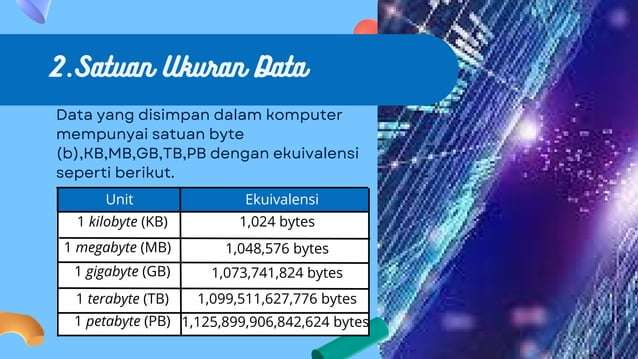 2.Satuan Ukuran Data
Data yang disimpan dalam komputer
mempunyai satuan byte
(b),KB,MB,GB,TB,PB dengan ekuivalensi
seperti berikut.
Unit Ekuivalensi
1 kilobyte (KB) 1,024 bytes
1 megabyte (MB) 1,048,576 bytes
1 gigabyte (GB) 1,073,741,824 bytes
1 terabyte (TB) 1,099,511,627,776 bytes
1 petabyte (PB) 1,125,899,906,842,624 bytes